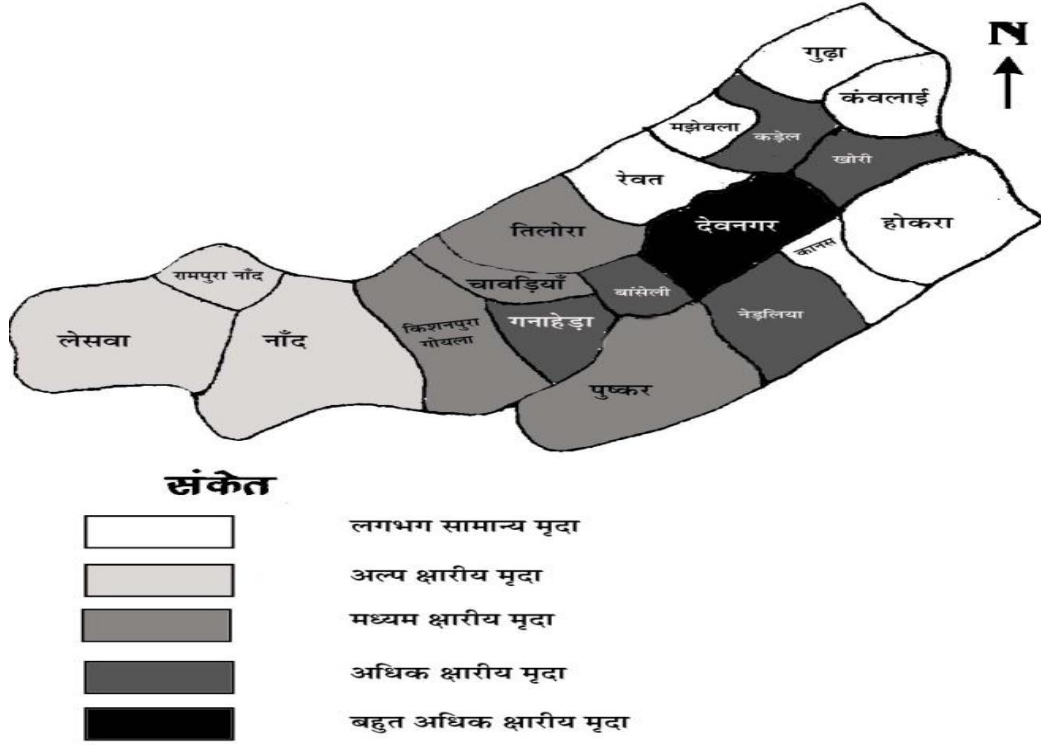 N
गुढ़ा
कंवलाई
मझेवला
कड़ेल
खोरी
रेवत
होकरा
देवनगर
तिलोरा
कानस
रामपुरा नाँद
चावड़ियाँ
बांसेली
नेड़लिया
लेसवा
नाँद
किशनपुरा
गोयला
गनाहेड़ा
पुष्कर
संकेत
लगभग सामान्य मृदा
अल्प क्षारीय मृदा
मध्यम क्षारीय मृदा
अधिक क्षारीय मृदा
बहुत अधिक क्षारीय मृदा